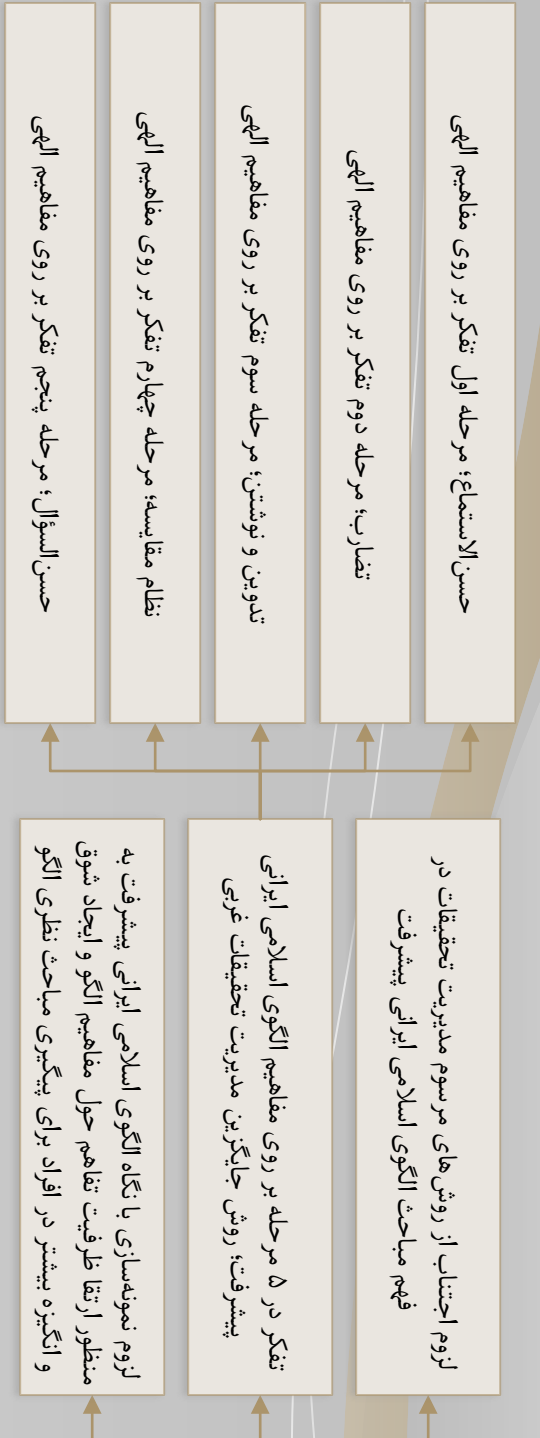 لزوم اجتناب از روش‌های مرسوم مدیریت تحقیقات در
فهم مباحث الگوی اسلامی ایرانی پیشرفت
تفکر در ۵ مرحله بر روی مفاهیم الگوی اسلامی ایرانی
پیشرفت؛ روش جایگزین مدیریت تحقیقات غربی
لزوم نمونه‌سازی با نگاه الگوی اسلامی ایرانی پیشرفت به
منظور ارتقا ظرفیت تفاهم حول مفاهیم الگو و ایجاد شوق
و انگیزه بیشتر در افراد برای پیگیری مباحث نظری الگو
حسن‌الاستماع؛ مرحله اول تفکر بر روی مفاهیم الهی
تضارب؛ مرحله دوم تفکر بر روی مفاهیم الهی
تدوین و نوشتن؛ مرحله سوم تفکر بر روی مفاهیم الهی
نظام مقایسه؛ مرحله چهارم تفکر بر روی مفاهیم الهی
حسن‌السؤال؛ مرحله پنجم تفکر بر روی مفاهیم الهی